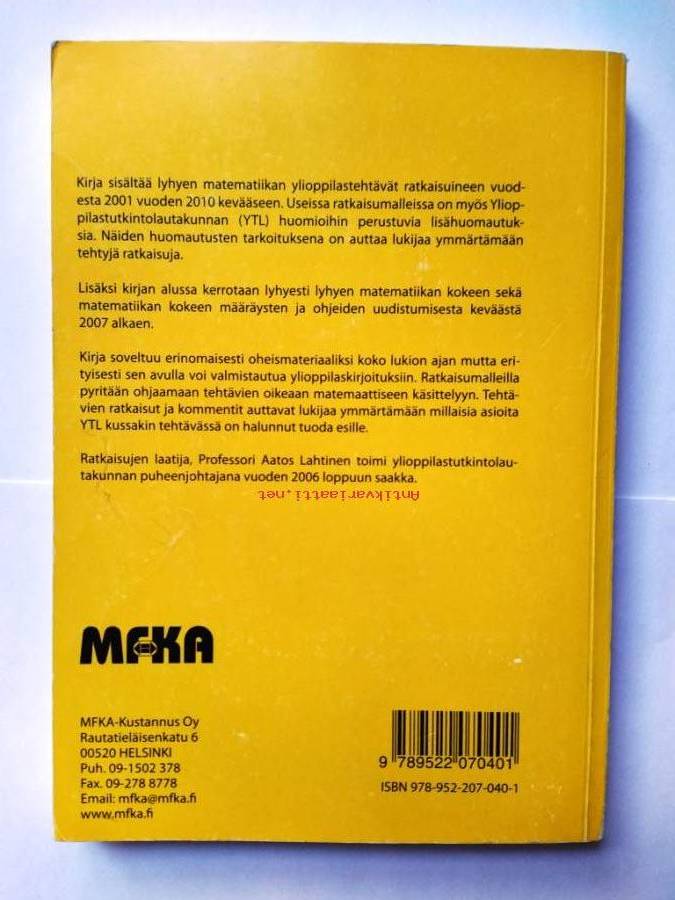 Kirja sisältää lyhyen matematiikan ylioppilastehtävät ratkaisuineen vuod-
esta 2001 vuoden 2010 kevääseen. Useissa ratkaisumalleissa on myös Yliop-
pilastutkintolautakunnan (YTL) huomioihin perustuvia lisähuomautuk-
sia. Näiden huomautusten tarkoituksena on auttaa lukijaa ymmärtämään
tehtyjä ratkaisuja.
Lisäksi kirjan alussa kerrotaan lyhyesti lyhyen matematiikan kokeen sekä
matematiikan kokeen määräysten ja ohjeiden uudistumisesta keväästä
2007 alkaen.
Kirja soveltuu erinomaisesti oheismateriaaliksi koko lukion ajan mutta eri-
tyisesti sen avulla voi valmistautua ylioppilaskirjoituksiin. Ratkaisumalleilla
pyritään ohjaamaan tehtävien oikeaan matemaattiseen käsittelyyn. Tehtä-
vien ratkaisut ja kommentit auttavat lukijaa ymmärtämään millaisia asioita
YTL kussakin tehtävässä on halunnut tuoda esille.
Ratkaisujen laatija, Professori Aatos Lahtinen toimi ylioppilastutkintolau-
takunnan puheenjohtajana vuoden 2006 loppuun saakka.
Antikvariaatti.net
MFKA
MFKA-Kustannus Oy
Rautatieläisenkatu 6
00520 HELSINKI
Puh. 09-1502 378
Fax. 09-278 8778
Email: mfka@mfka.fi
www.mfka.fi
9 789522 070401
ISBN 978-952-207-040-1